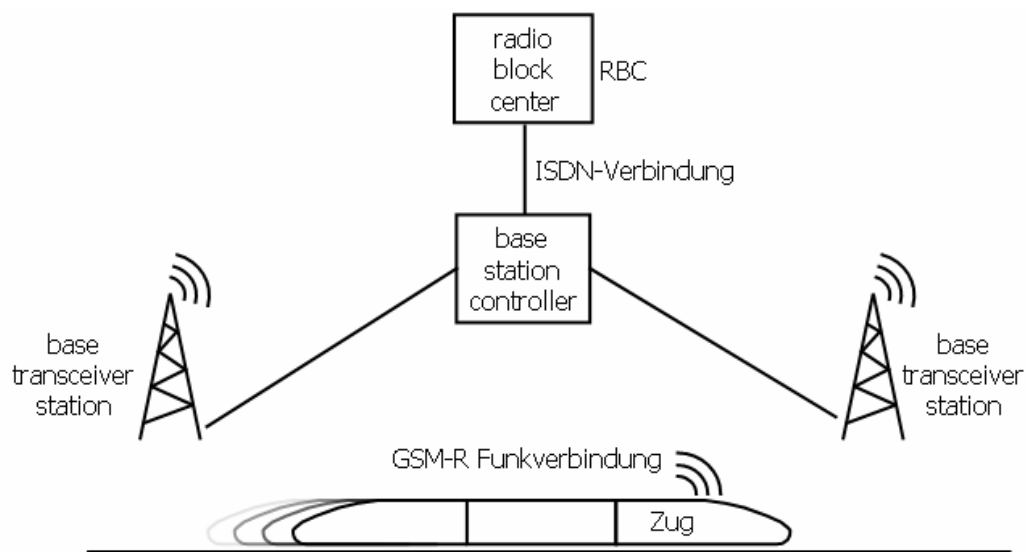 radio
block
center
RBC
ISDN-Verbindung
base
station
controller
base
transceiver
station
base
transceiver
station
GSM-R Funkverbindung
Zug